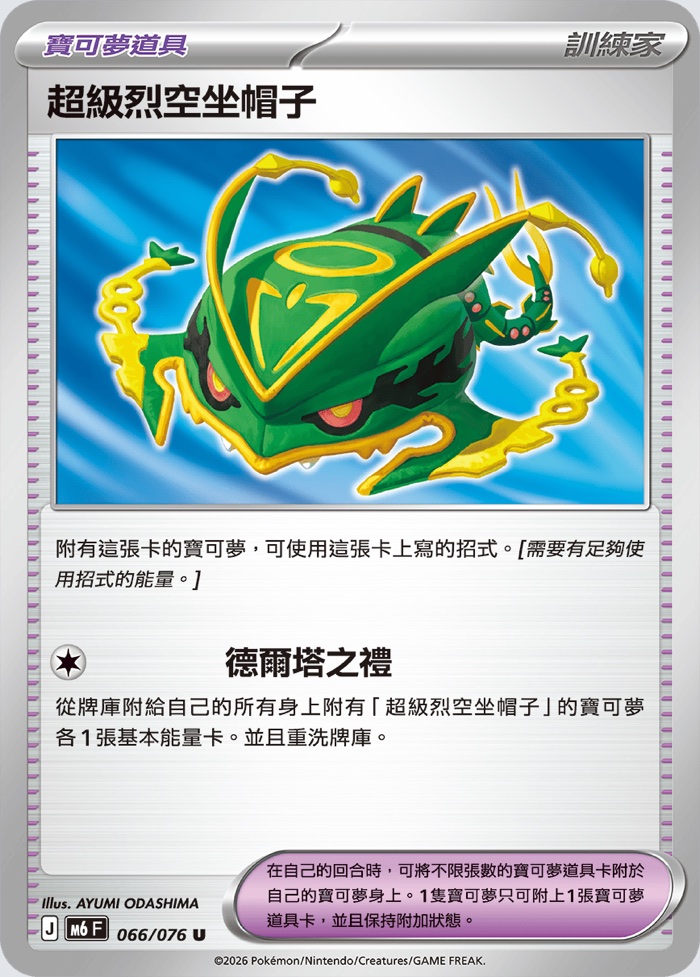 寶可夢道具
訓練家
超級烈空坐帽子
附有這張卡的寶可夢，可使用這張卡上寫的招式。[需要有足夠使
用招式的能量。]
德爾塔之禮
從牌庫附給自己的所有身上附有「超級烈空坐帽子」的寶可夢
各1張基本能量卡。並且重洗牌庫。
在自己的回合時，可將不限張數的寶可夢道具卡附於
自己的寶可夢身上。1隻寶可夢只可附上1張寶可夢
道具卡，並且保持附加狀態。
Illus. AYUMI ODASHIMA
J M6 F 066/076 U
©2026 Pokémon/Nintendo/Creatures/GAME FREAK.